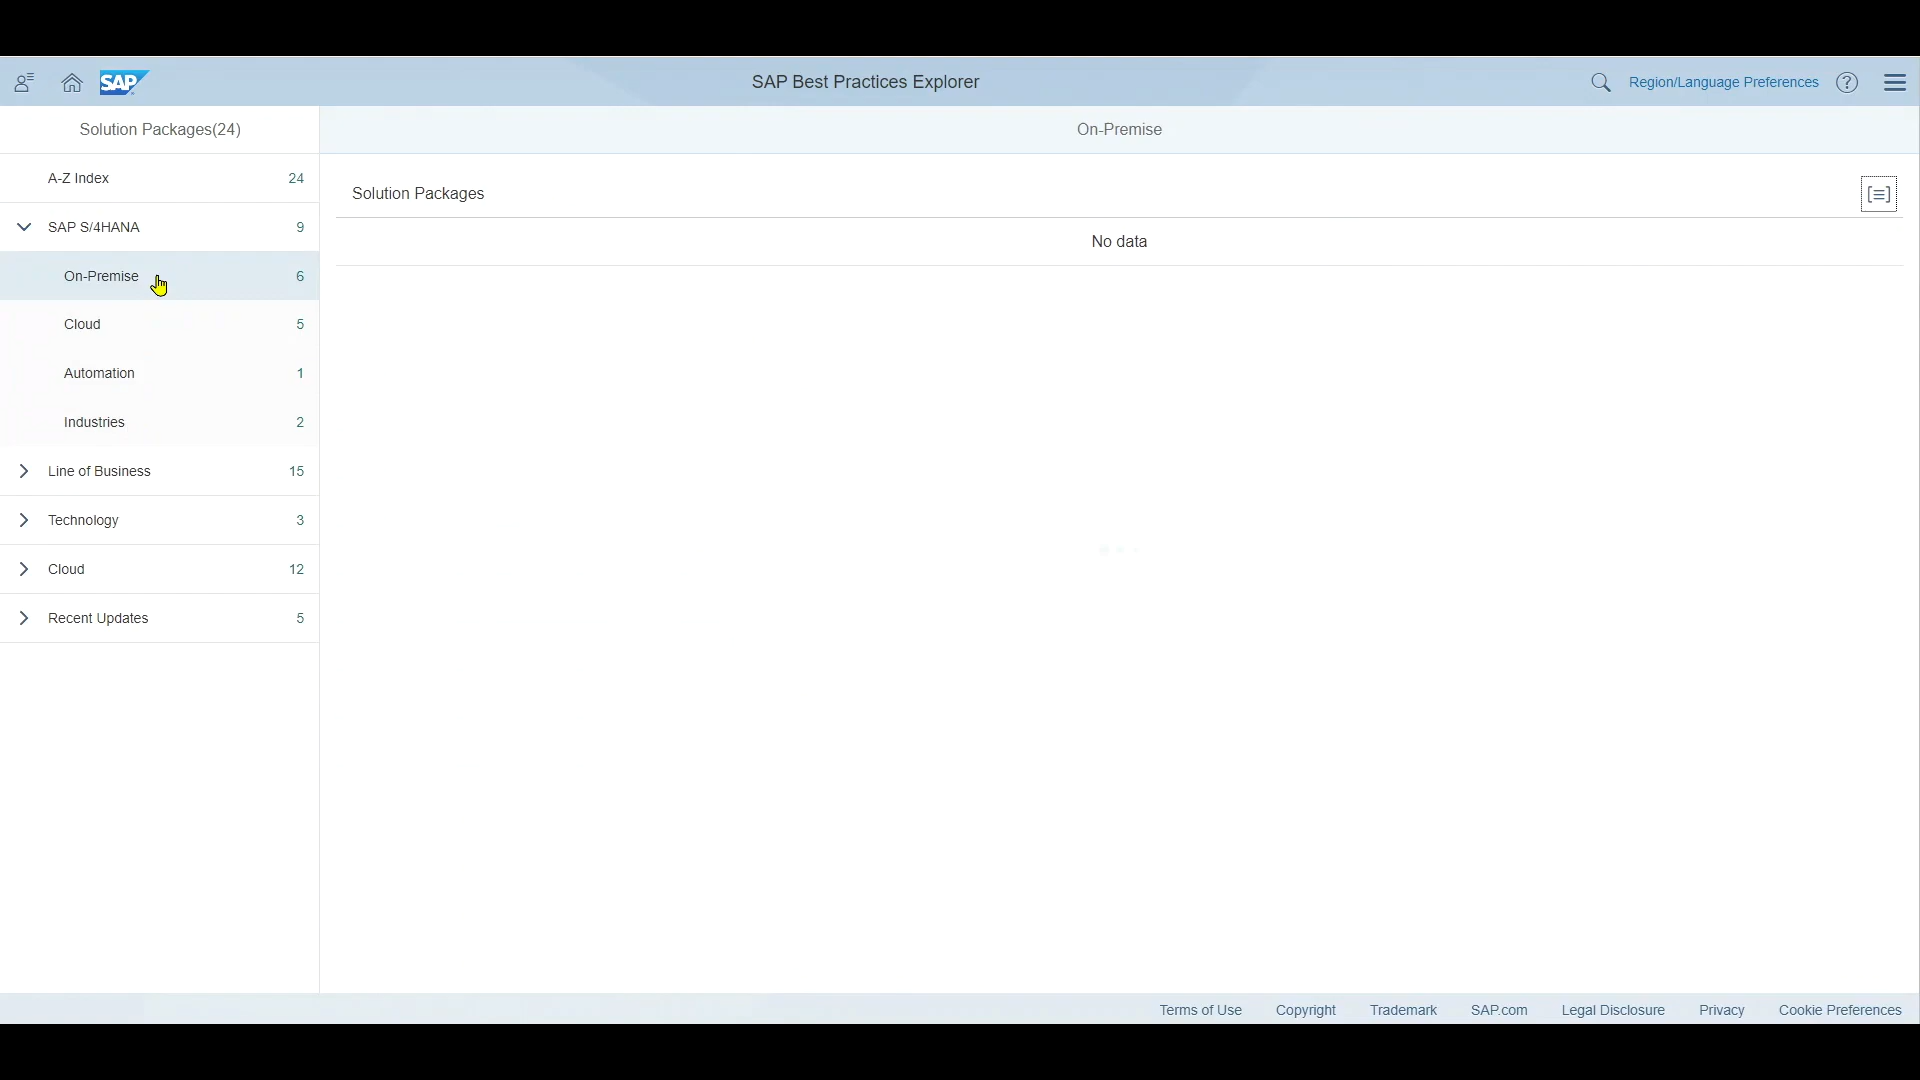 SAP
SAP Best Practices Explorer
Region/Language Preferences
Solution Packages(24)
A-Z Index 24
SAP S/4HANA 9
On-Premise 6
Cloud 5
Automation 1
Industries 2
Line of Business 15
Technology 3
Cloud 12
Recent Updates 5
On-Premise
Solution Packages
No data
Terms of Use Copyright Trademark SAP.com Legal Disclosure Privacy Cookie Preferences